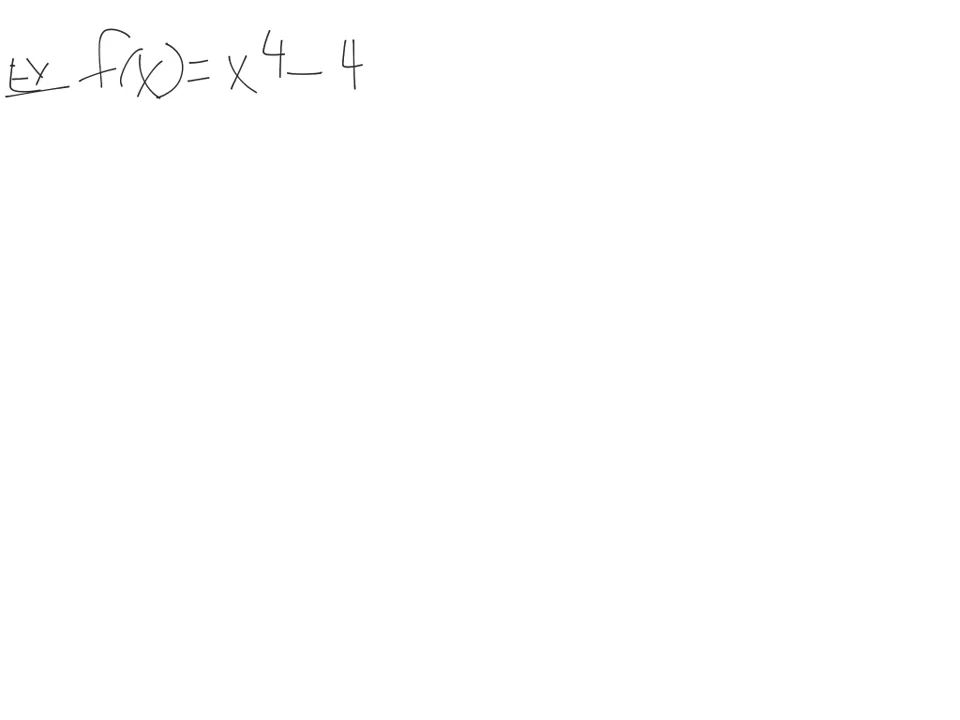 Ex f(x) = x⁴ - 4